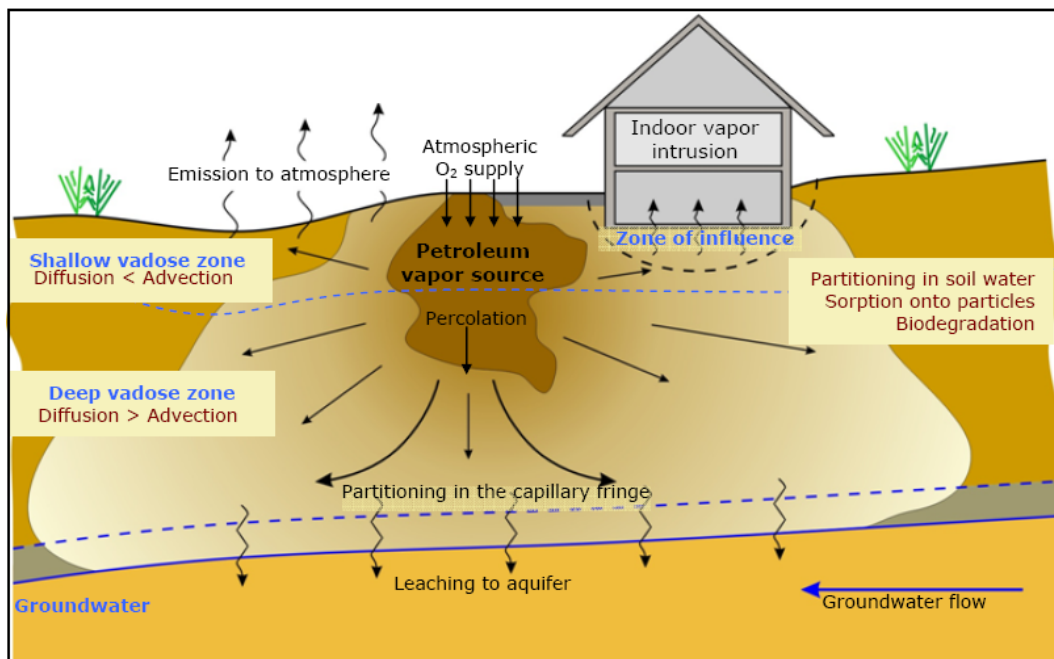 Indoor vapor
intrusion
Atmospheric
O₂ supply
Emission to atmosphere
Zone of influence
Petroleum
vapor source
Shallow vadose zone
Diffusion < Advection
Partitioning in soil water
Sorption onto particles
Biodegradation
Percolation
Deep vadose zone
Diffusion > Advection
Partitioning in the capillary fringe
Leaching to aquifer
Groundwater
Groundwater flow